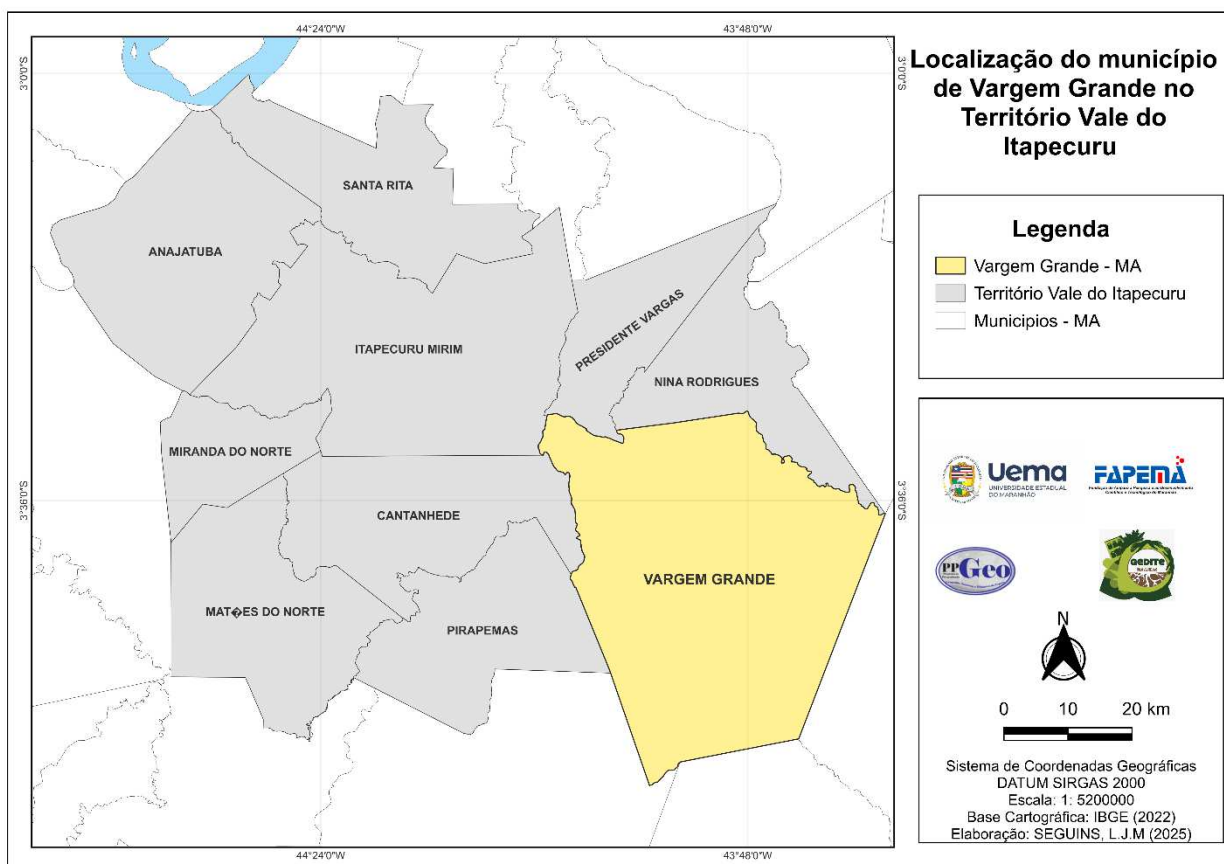 44°24'0"W
43°48'0"W
3°0'0"S
3°0'0"S
Localização do município
de Vargem Grande no
Território Vale do
Itapecuru
SANTA RITA
ANAJATUBA
PRESIDENTE VARGAS
ITAPECURU MIRIM
NINA RODRIGUES
MIRANDA DO NORTE
3°36'0"S
3°36'0"S
CANTANHEDE
VARGEM GRANDE
MAT�ES DO NORTE
PIRAPEMAS
44°24'0"W
43°48'0"W
Legenda
Vargem Grande - MA
Território Vale do Itapecuru
Municipios - MA
Uema
UNIVERSIDADE ESTADUAL
DO MARANHÃO
FAPEMA
PPGeo
GEDITE
N
0 10 20 km
Sistema de Coordenadas Geográficas
DATUM SIRGAS 2000
Escala: 1: 5200000
Base Cartográfica: IBGE (2022)
Elaboração: SEGUINS, L.J.M (2025)